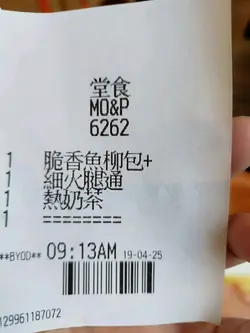 堂食
MO&P
6262
1 脆香魚柳包+
1 細火腿通
1 熱奶茶
1 ========
**BYOD** 09:13AM 19-04-25
129961187072